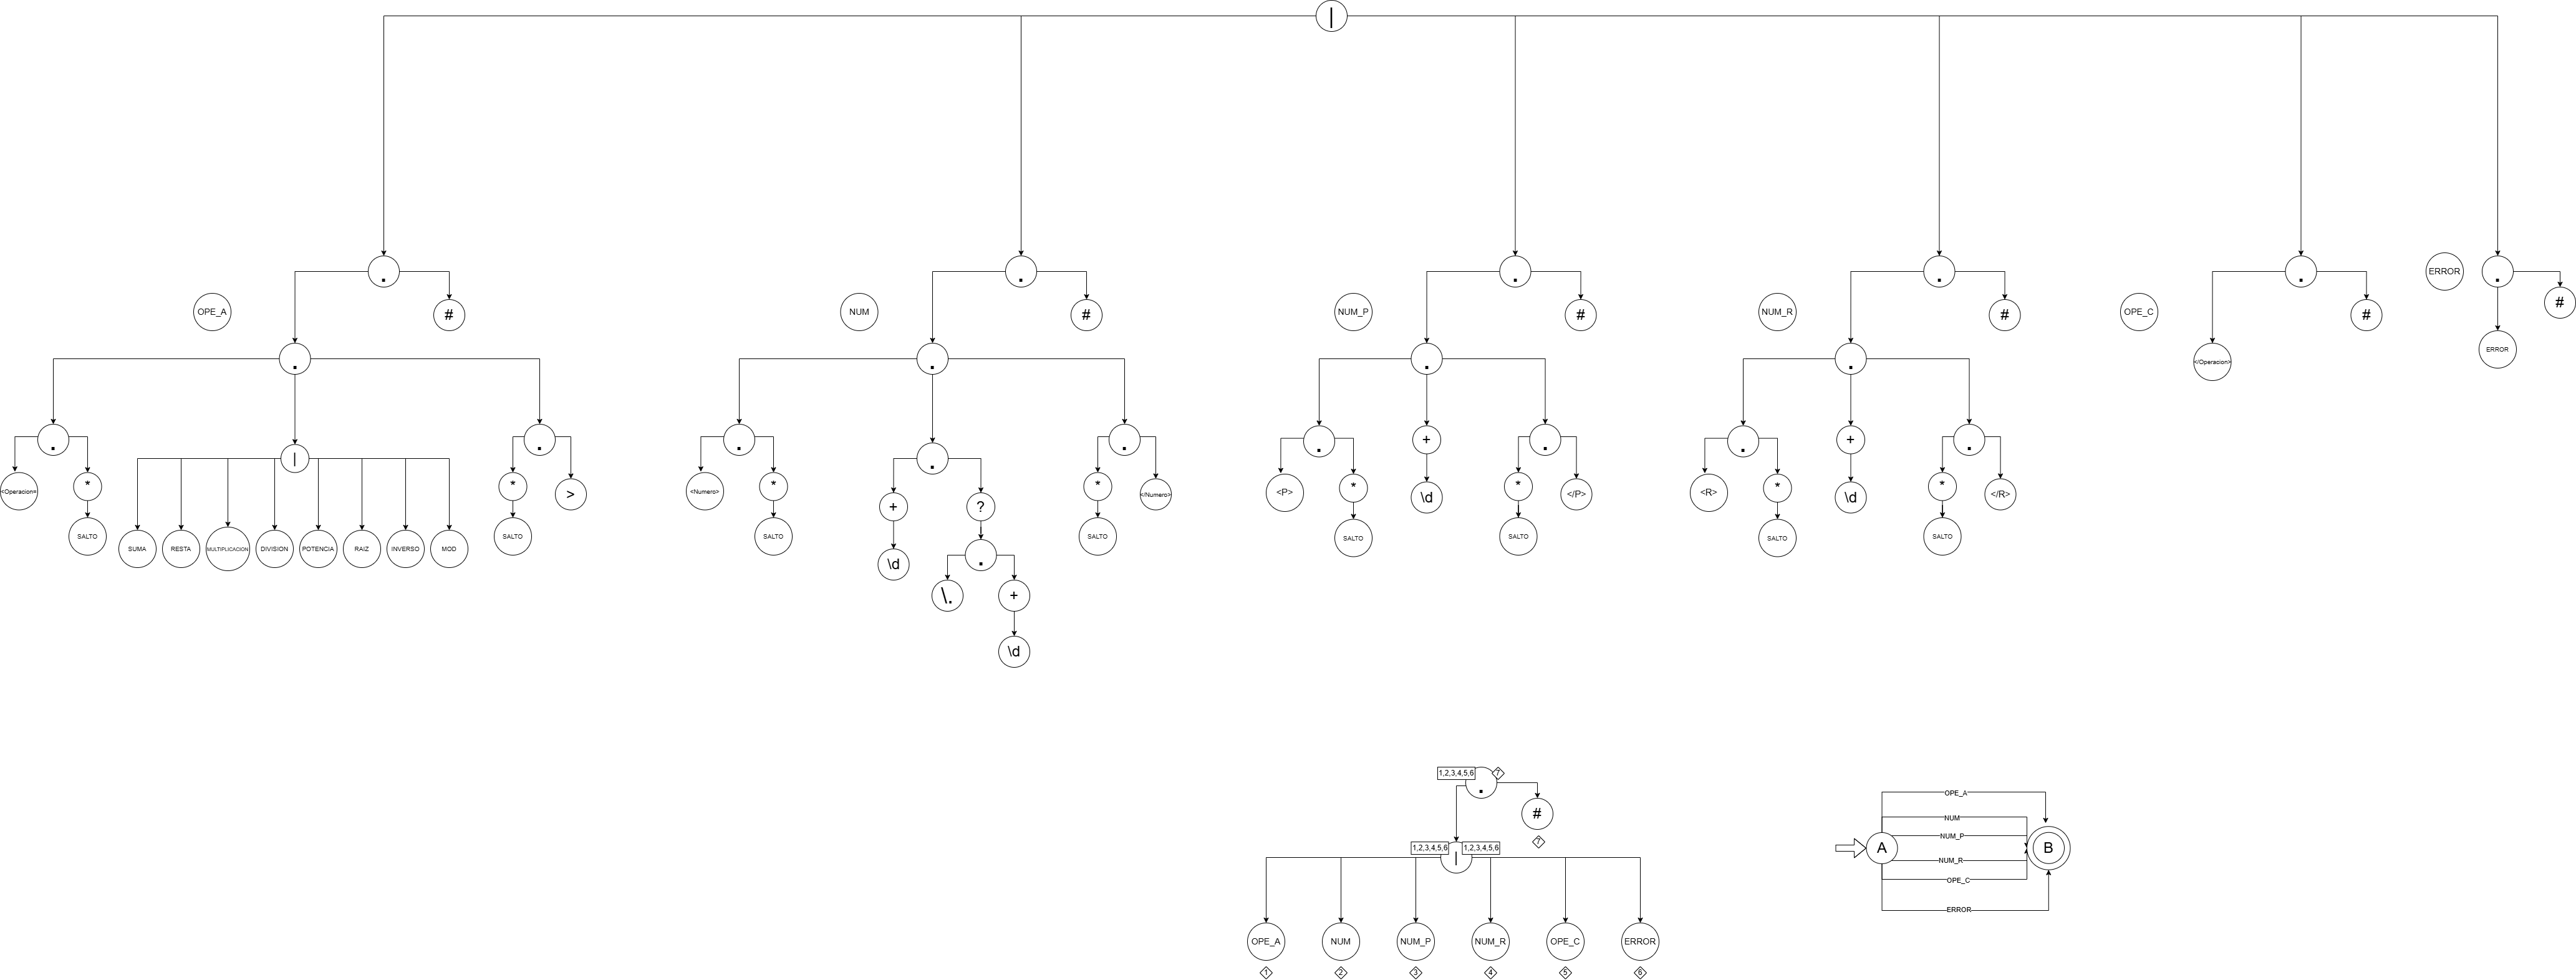 |
.
.
.
.
.
ERROR
.
OPE_A
#
NUM
#
NUM_P
#
NUM_R
#
OPE_C
#
#
.
.
.
.
</Operacion>
ERROR
.
|
.
.
.
.
.
+
.
.
+
.
<Operacion=
*
SUMA
RESTA
MULTIPLICACION
DIVISION
POTENCIA
RAIZ
INVERSO
MOD
*
>
<Numero>
*
+
?
*
</Numero>
<P>
*
\d
*
</P>
<R>
*
\d
*
</R>
SALTO
SALTO
SALTO
\d
.
SALTO
SALTO
SALTO
SALTO
SALTO
\.
+
\d
1,2,3,4,5,6
.
7
#
7
1,2,3,4,5,6
|
1,2,3,4,5,6
OPE_A
NUM
NUM_P
NUM_R
OPE_C
ERROR
1
2
3
4
5
6
OPE_A
NUM
NUM_P
A
B
NUM_R
OPE_C
ERROR